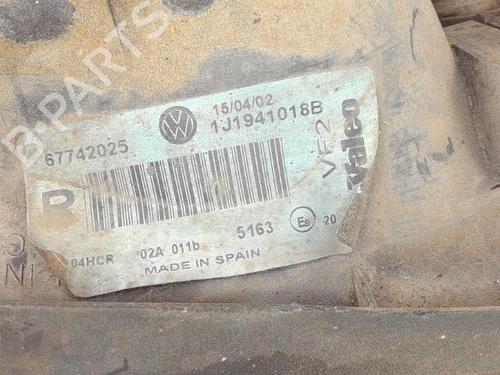 B-PARTS
15/04/02
67742025
1J1941018B
R
VF2
Valeo
04HCR 02A 011b 5163 20
MADE IN SPAIN